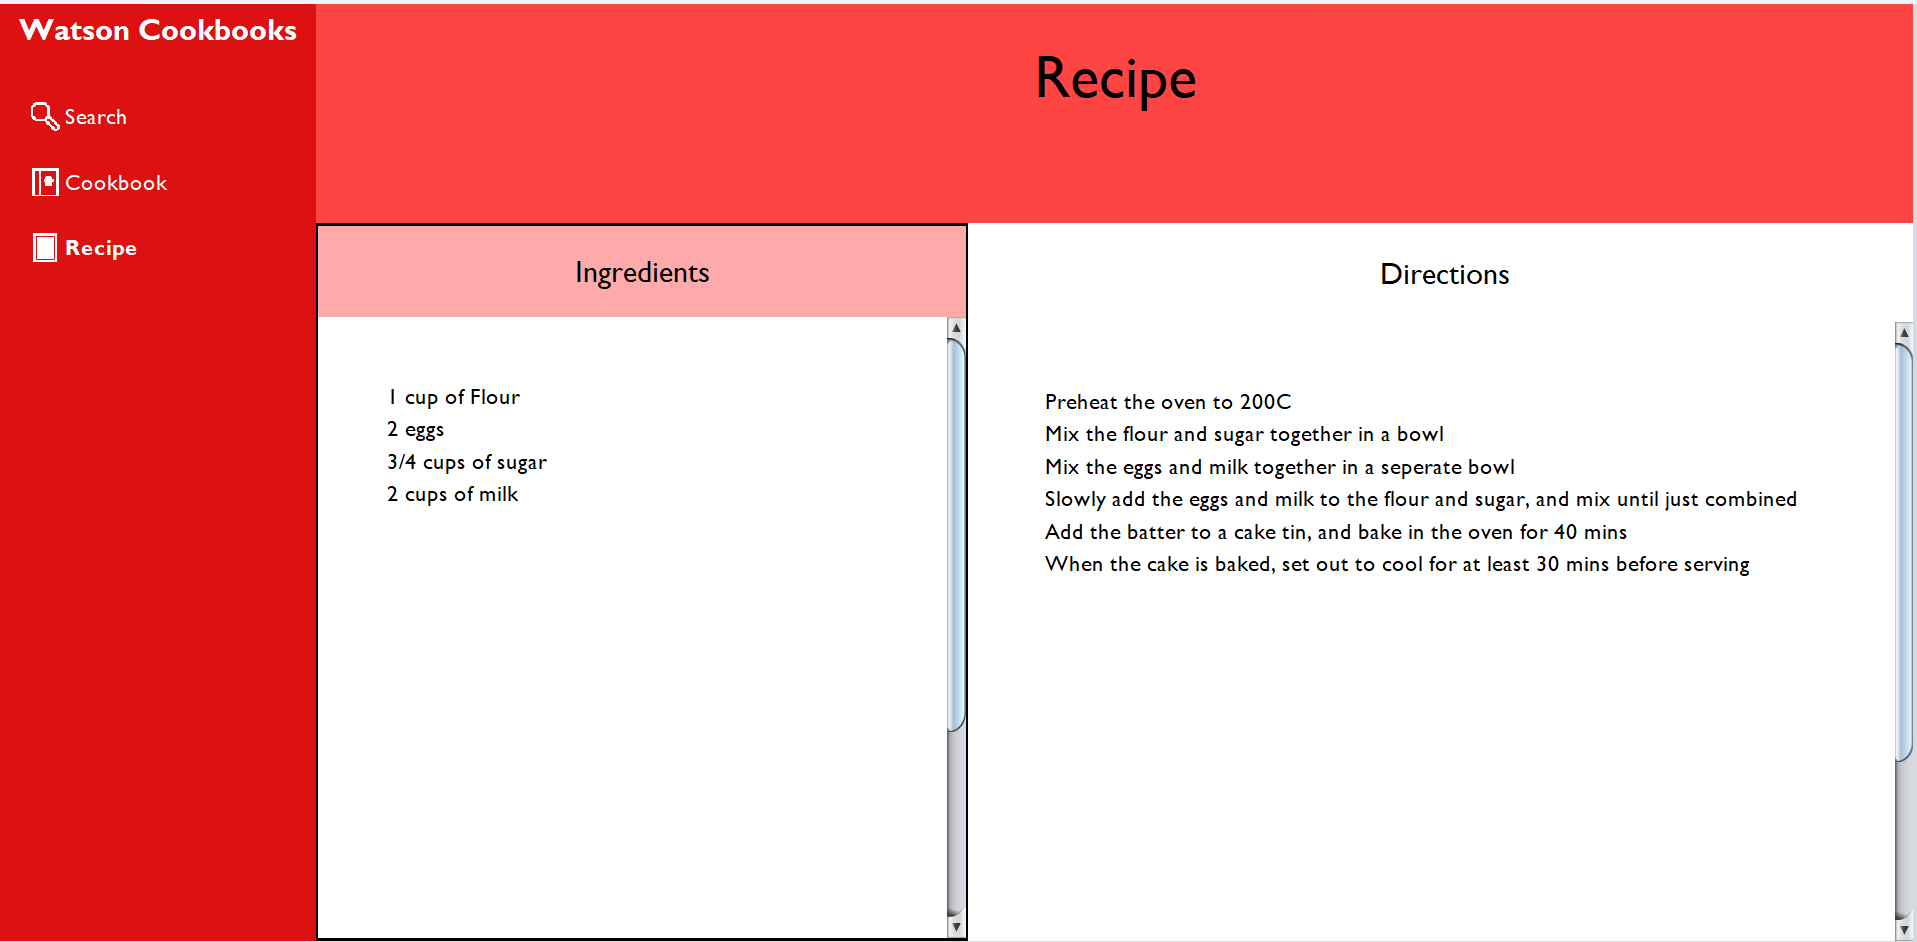 Watson Cookbooks
Search
Cookbook
Recipe
Recipe
Ingredients
1 cup of Flour
2 eggs
3/4 cups of sugar
2 cups of milk
Directions
Preheat the oven to 200C
Mix the flour and sugar together in a bowl
Mix the eggs and milk together in a seperate bowl
Slowly add the eggs and milk to the flour and sugar, and mix until just combined
Add the batter to a cake tin, and bake in the oven for 40 mins
When the cake is baked, set out to cool for at least 30 mins before serving